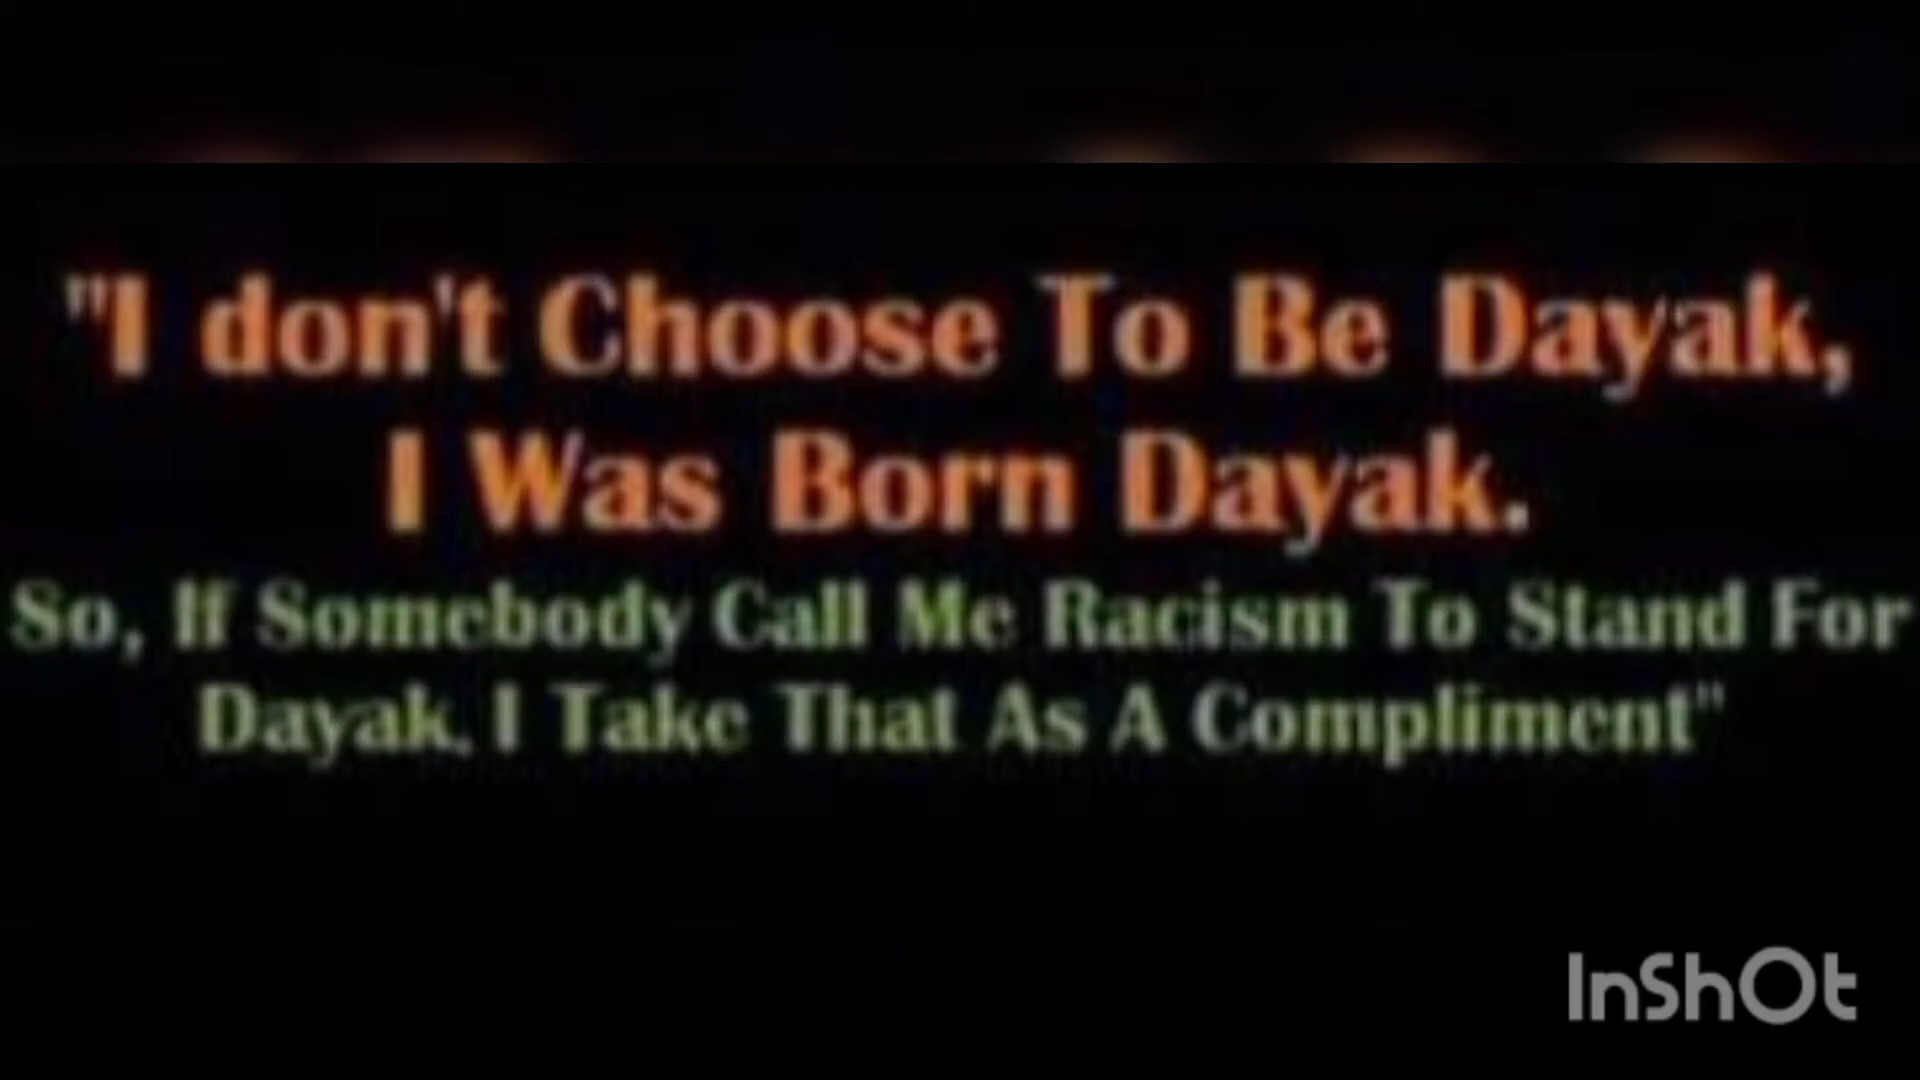 "I don't Choose To Be Dayak,
I Was Born Dayak.
So, If Somebody Call Me Racism To Stand For
Dayak, I Take That As A Compliment"
InShOt